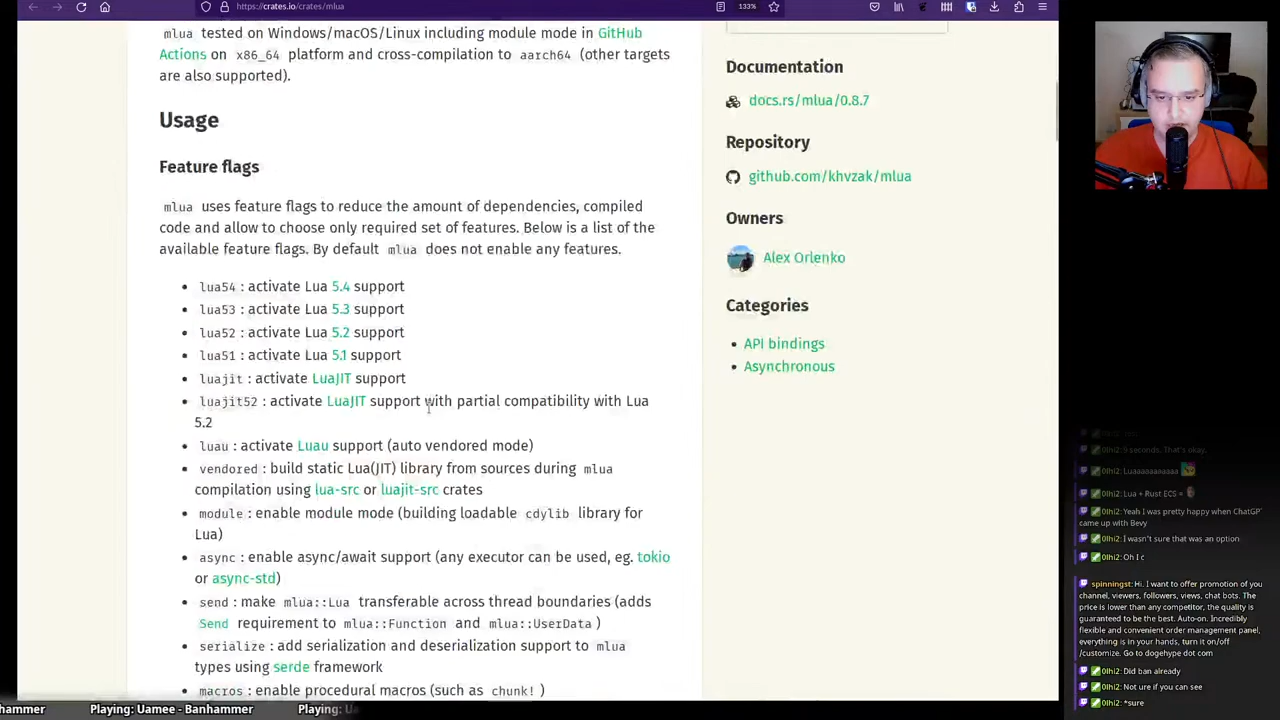 https://crates.io/crates/mlua
133%
mlua tested on Windows/macOS/Linux including module mode in GitHub
Actions on x86_64 platform and cross-compilation to aarch64 (other targets
are also supported).
Usage
Feature flags
mlua uses feature flags to reduce the amount of dependencies, compiled
code and allow to choose only required set of features. Below is a list of the
available feature flags. By default mlua does not enable any features.
lua54 : activate Lua 5.4 support
lua53 : activate Lua 5.3 support
lua52 : activate Lua 5.2 support
lua51 : activate Lua 5.1 support
luajit : activate LuaJIT support
luajit52 : activate LuaJIT support with partial compatibility with Lua
5.2
luau : activate Luau support (auto vendored mode)
vendored : build static Lua(JIT) library from sources during mlua
compilation using lua-src or luajit-src crates
module : enable module mode (building loadable cdylib library for
Lua)
async : enable async/await support (any executor can be used, eg. tokio
or async-std)
send : make mlua::Lua transferable across thread boundaries (adds
Send requirement to mlua::Function and mlua::UserData )
serialize : add serialization and deserialization support to mlua
types using serde framework
macros : enable procedural macros (such as chunk! )
Documentation
docs.rs/mlua/0.8.7
Repository
github.com/khvzak/mlua
Owners
Alex Orlenko
Categories
API bindings
Asynchronous
0lhi2: 5 seconds. That's okay.
0lhi2: Luaaaaaaaaaa
0lhi2: Lua + Rust ECS =
0lhi2: Yeah I was pretty happy when ChatGPT
came up with Bevy
0lhi2: I wasn't sure that was an option
0lhi2: Oh I c
spinningst: Hi. I want to offer promotion of you
channel, viewers, followers, views, chat bots. The
price is lower than any competitor, the quality is
guaranteed to be the best. Auto-on. Incredibly
flexible and convenient order management panel,
everything is in your hands, turn it on/off
/customize. Go to dogehype dot com
0lhi2: Did ban already
0lhi2: Not ure if you can see
0lhi2: *sure
hammer Playing: Uamee - Banhammer Playing: Ua